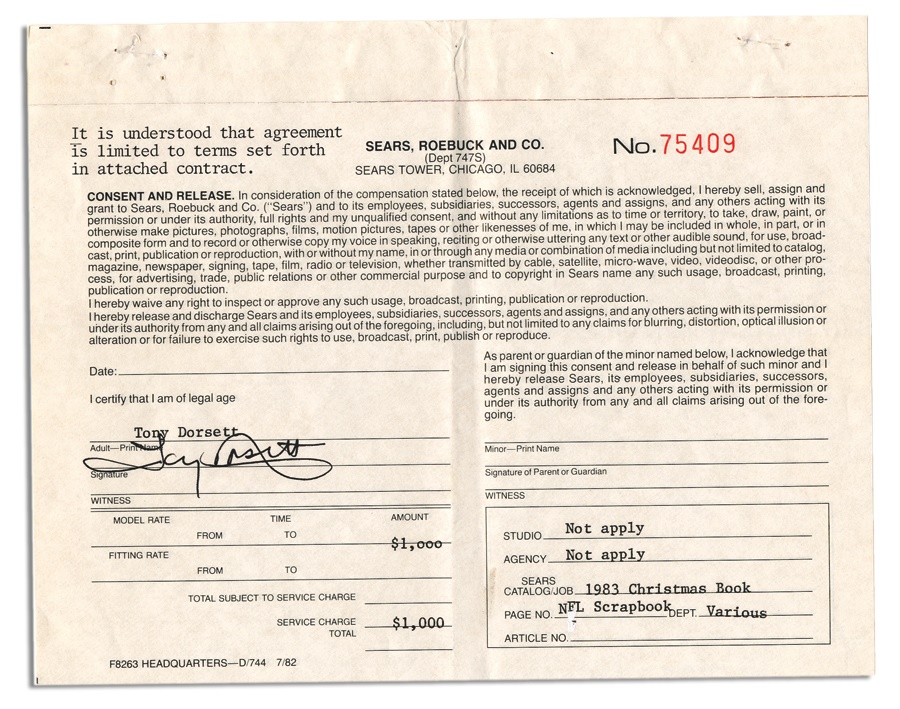 It is understood that agreement
is limited to terms set forth
in attached contract.
SEARS, ROEBUCK AND CO.
(Dept 747S)
SEARS TOWER, CHICAGO, IL 60684
No. 75409
CONSENT AND RELEASE. In consideration of the compensation stated below, the receipt of which is acknowledged, I hereby sell, assign and
grant to Sears, Roebuck and Co. ("Sears") and to its employees, subsidiaries, successors, agents and assigns, and any others acting with its
permission or under its authority, full rights and my unqualified consent, and without any limitations as to time or territory, to take, draw, paint, or
otherwise make pictures, photographs, films, motion pictures, tapes or other likenesses of me, in which I may be included in whole, in part, or in
composite form and to record or otherwise copy my voice in speaking, reciting or otherwise uttering any text or other audible sound, for use, broad-
cast, print, publication or reproduction, with or without my name, in or through any media or combination of media including but not limited to catalog,
magazine, newspaper, signing, tape, film, radio or television, whether transmitted by cable, satellite, micro-wave, video, videodisc, or other pro-
cess, for advertising, trade, public relations or other commercial purpose and to copyright in Sears name any such usage, broadcast, printing,
publication or reproduction.
I hereby waive any right to inspect or approve any such usage, broadcast, printing, publication or reproduction.
I hereby release and discharge Sears and its employees, subsidiaries, successors, agents and assigns, and any others acting with its permission or
under its authority from any and all claims arising out of the foregoing, including, but not limited to any claims for blurring, distortion, optical illusion or
alteration or for failure to exercise such rights to use, broadcast, print, publish or reproduce.
Date:
I certify that I am of legal age
Tony Dorsett
Adult—Print Name
Tony Dorsett
Signature
WITNESS
As parent or guardian of the minor named below, I acknowledge that
I am signing this consent and release in behalf of such minor and I
hereby release Sears, its employees, subsidiaries, successors,
agents and assigns and any others acting with its permission or
under its authority from any and all claims arising out of the fore-
going.
Minor—Print Name
Signature of Parent or Guardian
WITNESS
MODEL RATE TIME AMOUNT
FROM TO
$1,000
FITTING RATE
FROM TO
TOTAL SUBJECT TO SERVICE CHARGE
SERVICE CHARGE $1,000
TOTAL
STUDIO Not apply
AGENCY Not apply
SEARS
CATALOG/JOB 1983 Christmas Book
PAGE NO. NFL Scrapbook DEPT. Various
ARTICLE NO.
F8263 HEADQUARTERS—D/744 7/82